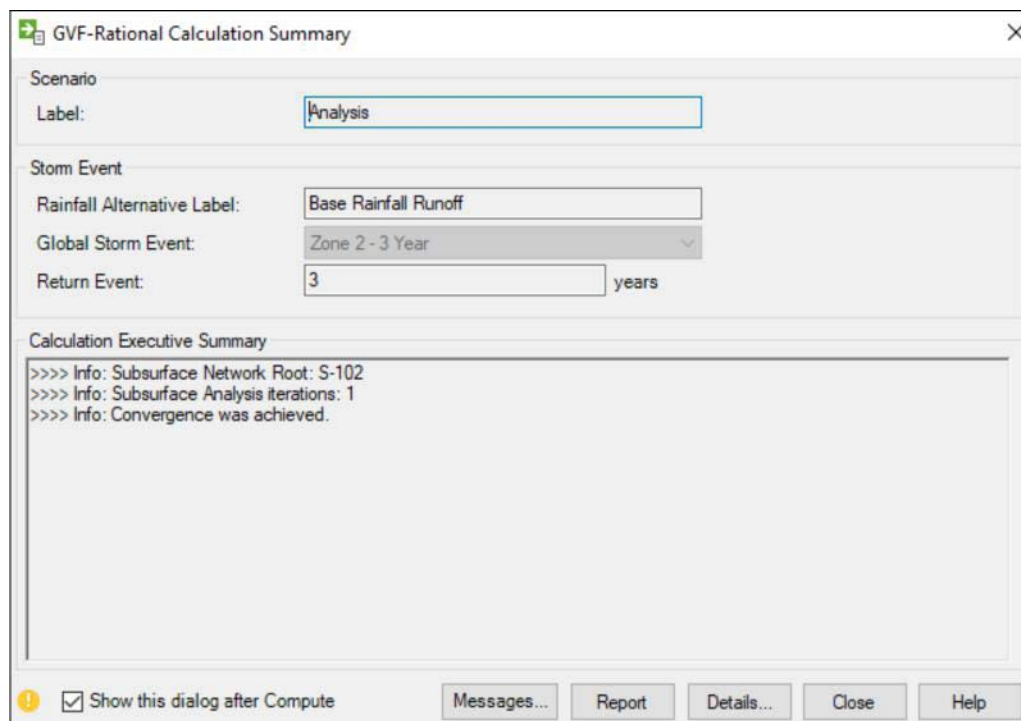 GVF-Rational Calculation Summary
Scenario
Label: Analysis
Storm Event
Rainfall Alternative Label: Base Rainfall Runoff
Global Storm Event: Zone 2 - 3 Year
Return Event: 3 years
Calculation Executive Summary
>>>> Info: Subsurface Network Root: S-102
>>>> Info: Subsurface Analysis iterations: 1
>>>> Info: Convergence was achieved.
Show this dialog after Compute Messages... Report Details... Close Help